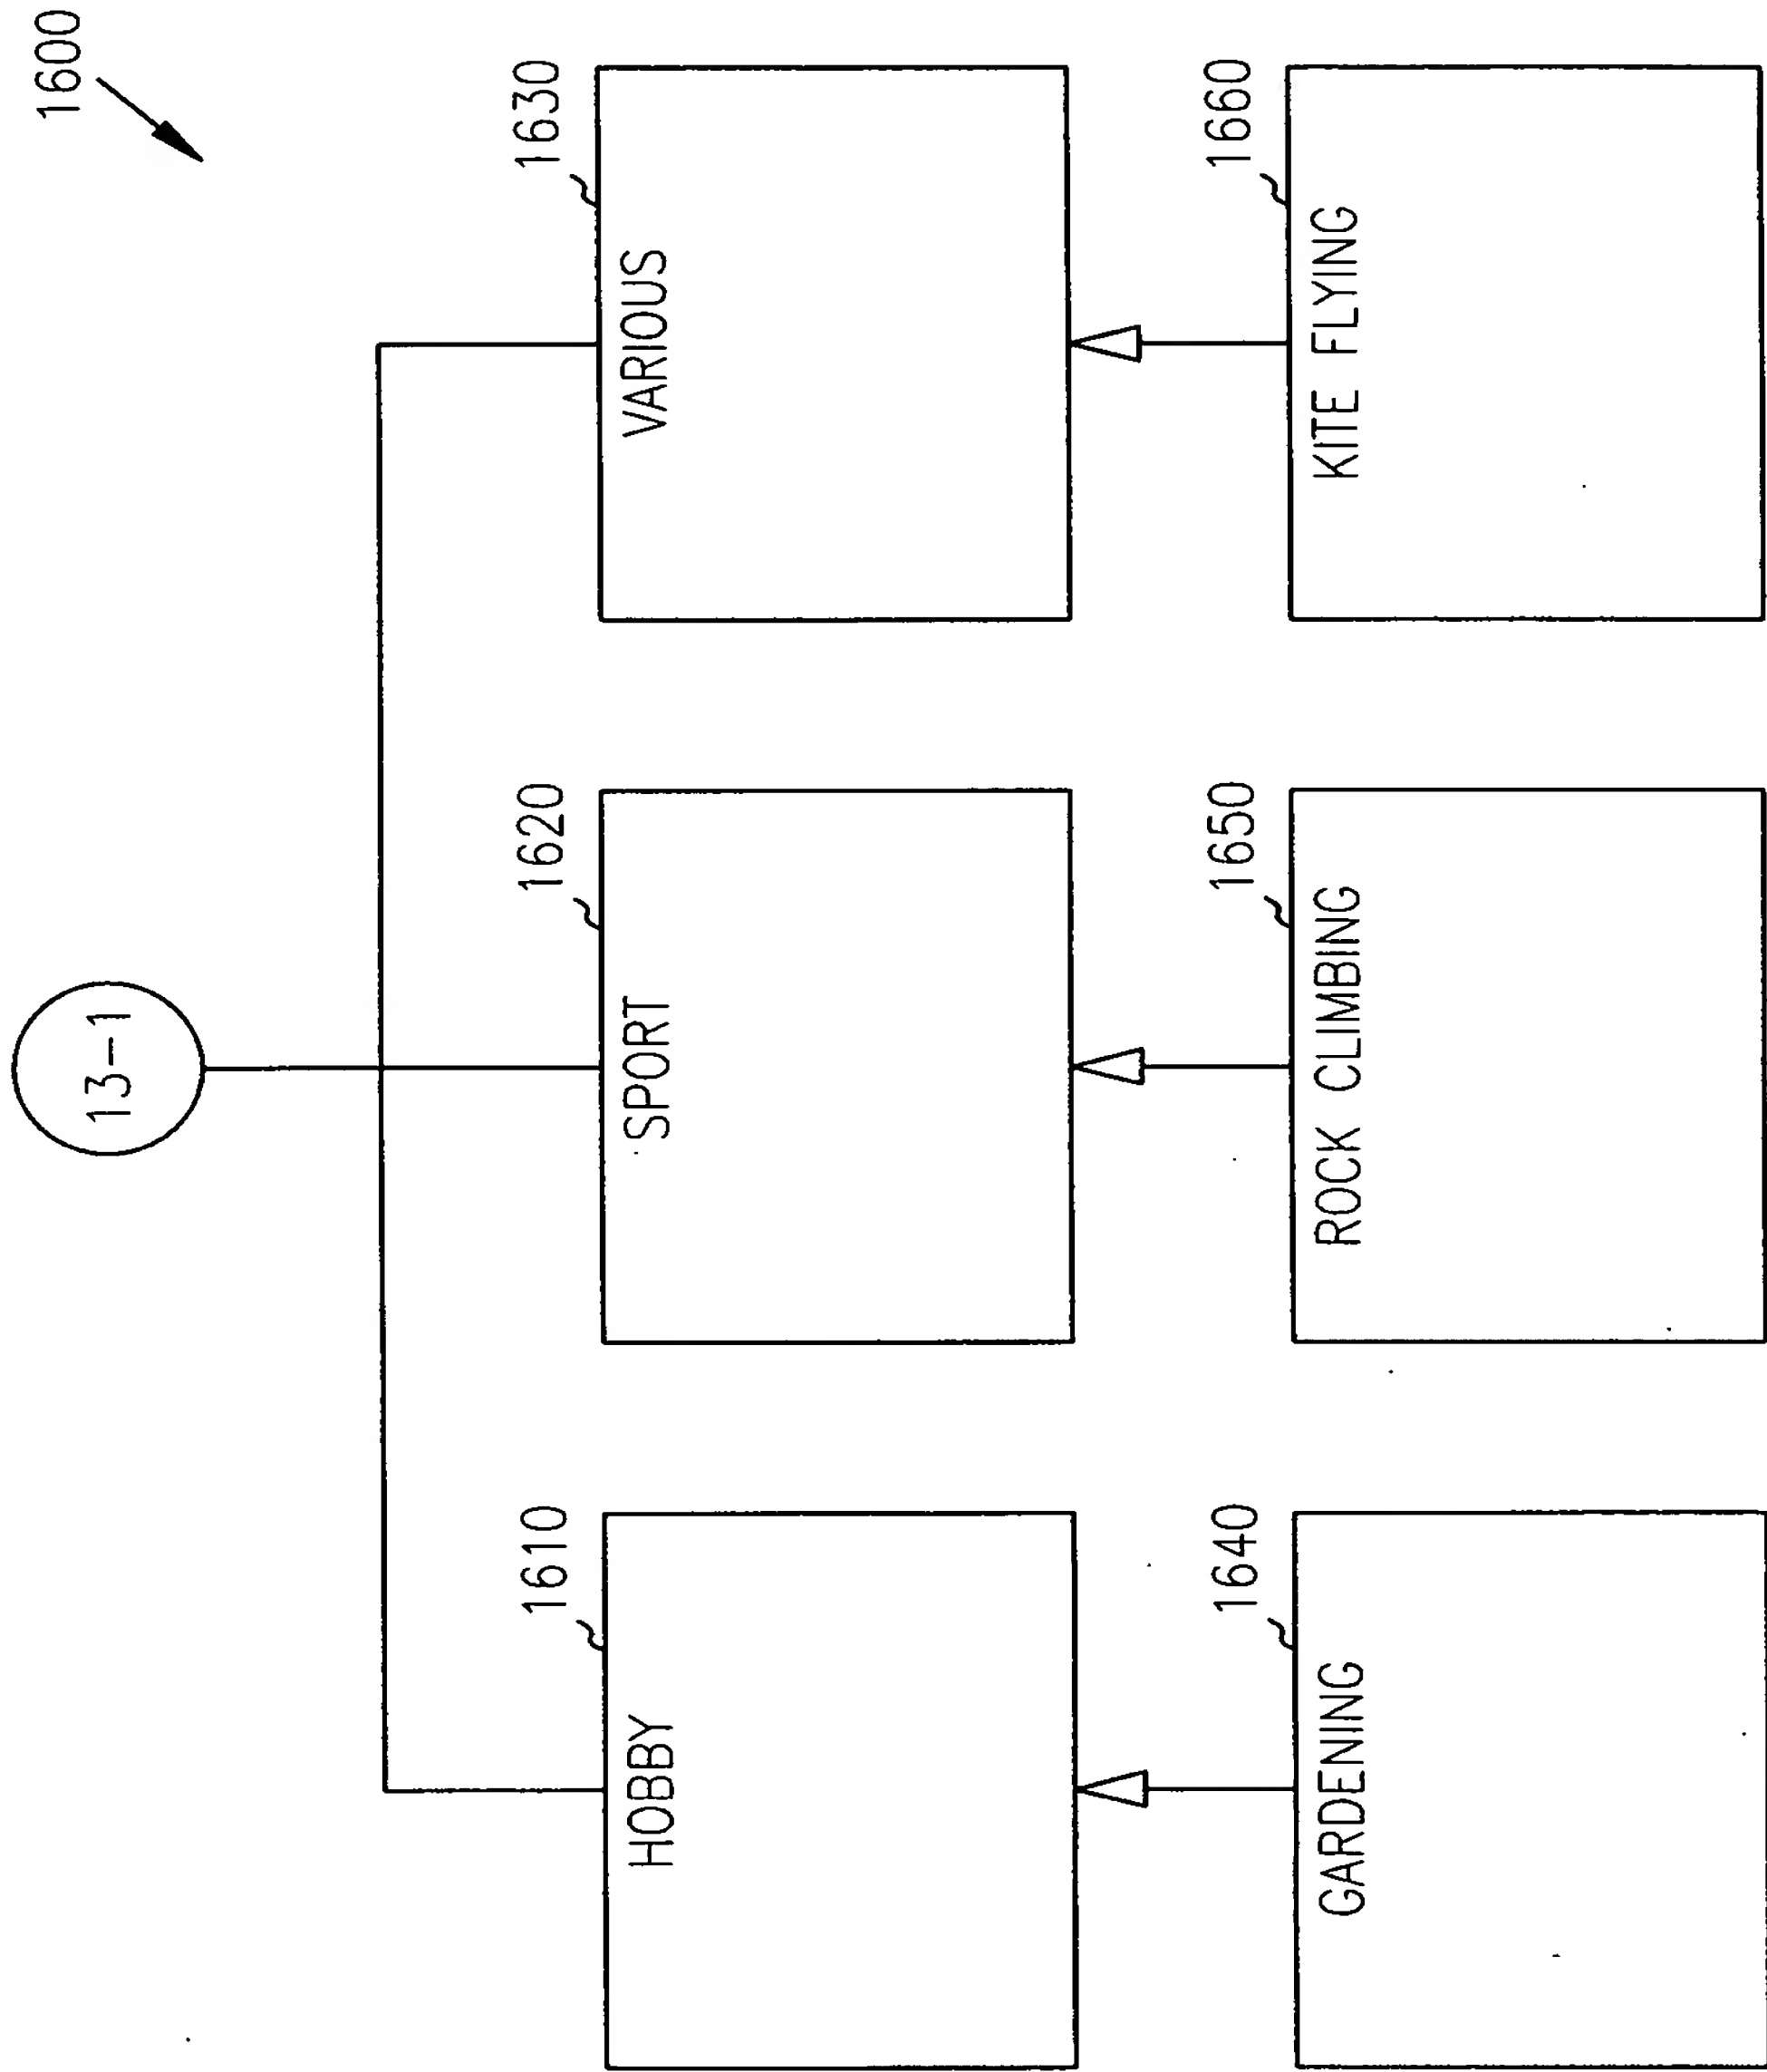 1600
13-1
1610
HOBBY
1620
SPORT
1630
VARIOUS
1640
GARDENING
1650
ROCK CLIMBING
1660
KITE FLYING